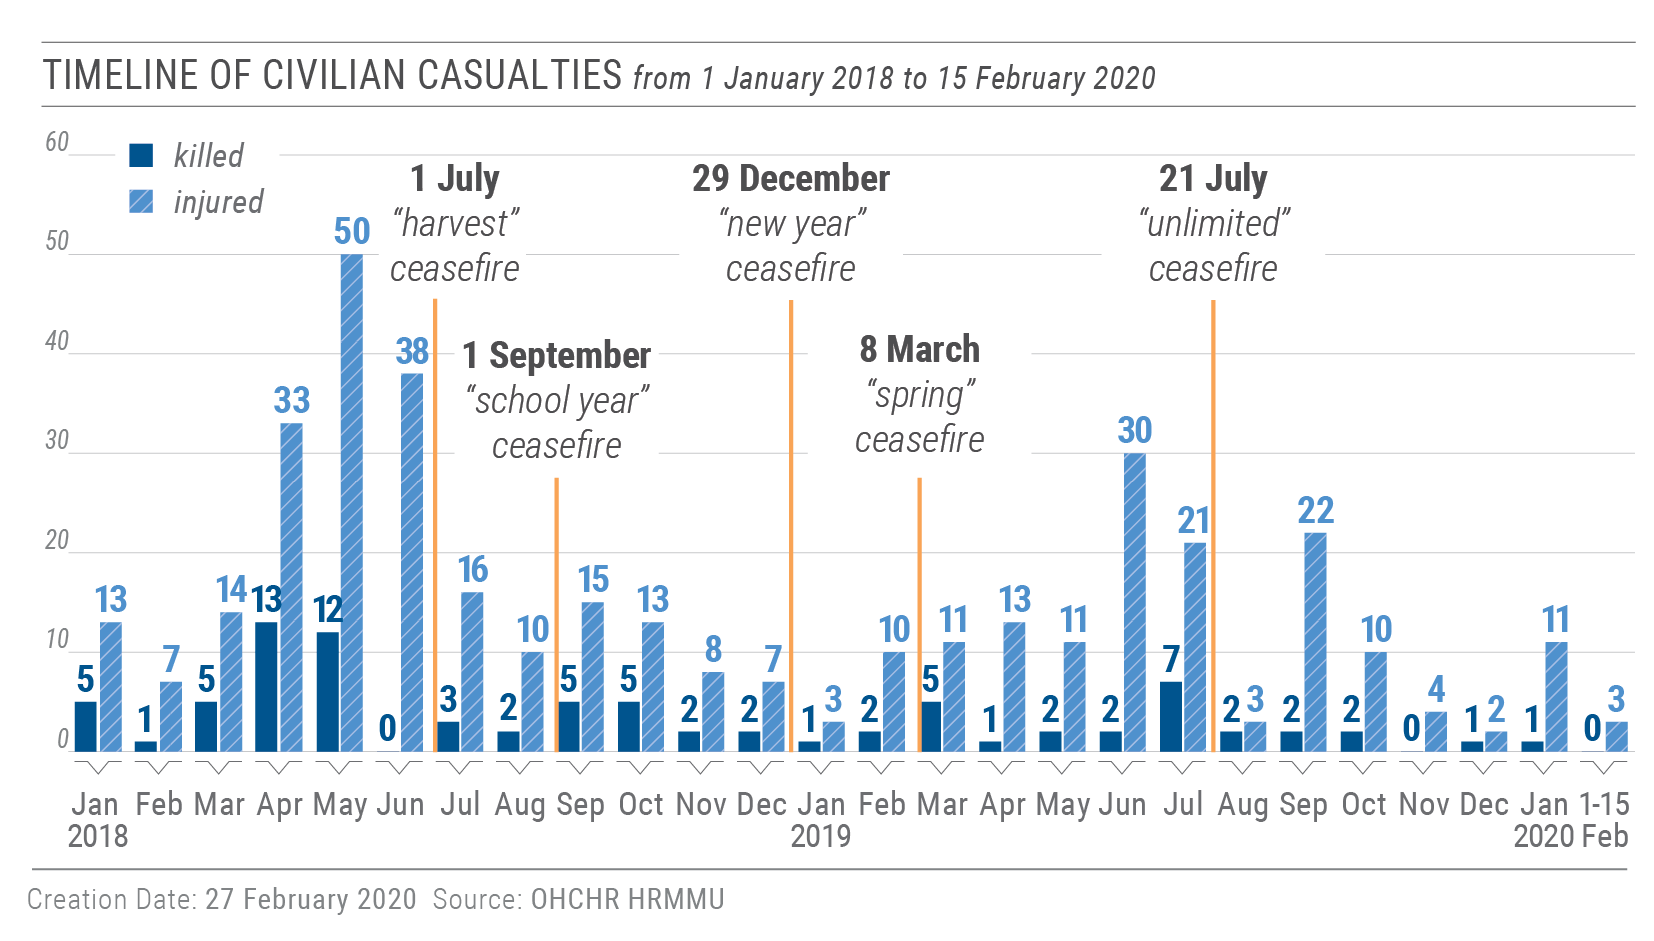 TIMELINE OF CIVILIAN CASUALTIES from 1 January 2018 to 15 February 2020
60
50
40
30
20
10
0
killed
injured
1 July
“harvest”
ceasefire
1 September
“school year”
ceasefire
29 December
“new year”
ceasefire
8 March
“spring”
ceasefire
21 July
“unlimited”
ceasefire
5 13
1 7
5 14
13 33
12 50
0 38
3 16
2 10
5 15
5 13
2 8
2 7
1 3
2 10
5 11
1 13
2 11
2 30
7 21
2 3
2 22
2 10
0 4
1 2
1 11
0 3
Jan Feb Mar Apr May Jun Jul Aug Sep Oct Nov Dec Jan Feb Mar Apr May Jun Jul Aug Sep Oct Nov Dec Jan 1-15
2018 2019 2020 Feb
Creation Date: 27 February 2020 Source: OHCHR HRMMU